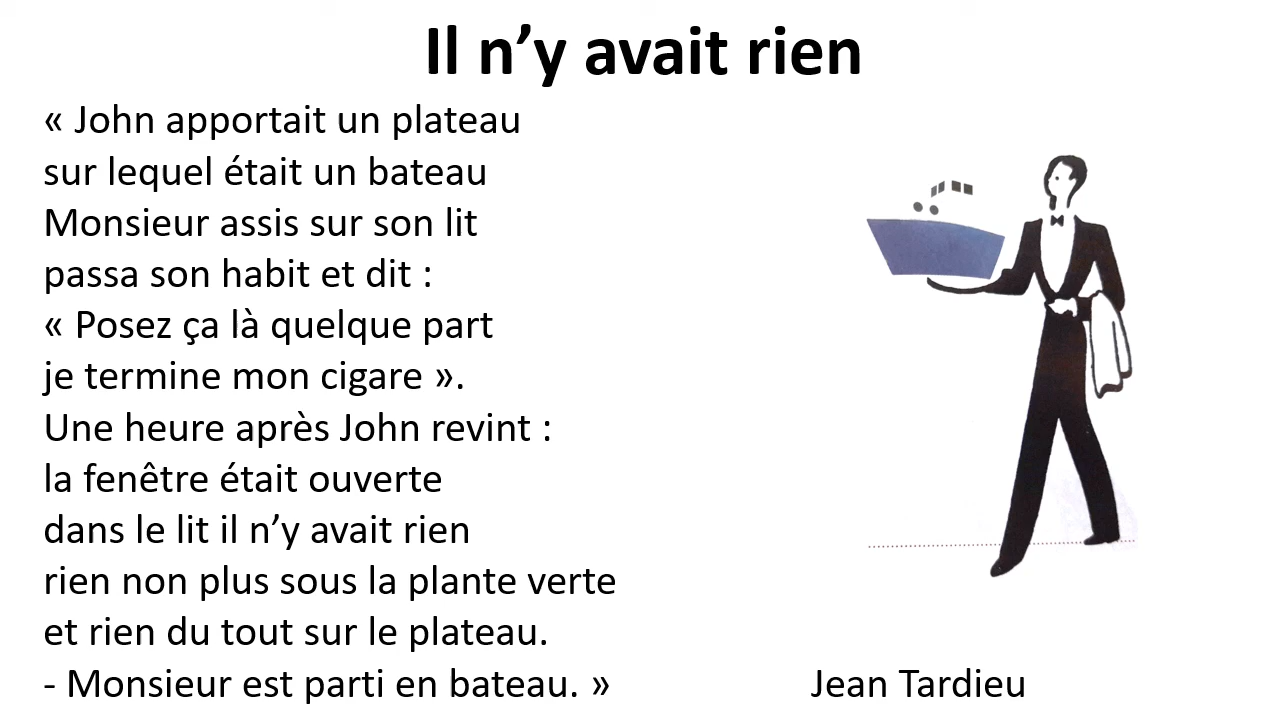 Il n’y avait rien
« John apportait un plateau
sur lequel était un bateau
Monsieur assis sur son lit
passa son habit et dit :
« Posez ça là quelque part
je termine mon cigare ».
Une heure après John revint :
la fenêtre était ouverte
dans le lit il n’y avait rien
rien non plus sous la plante verte
et rien du tout sur le plateau.
- Monsieur est parti en bateau. »
Jean Tardieu